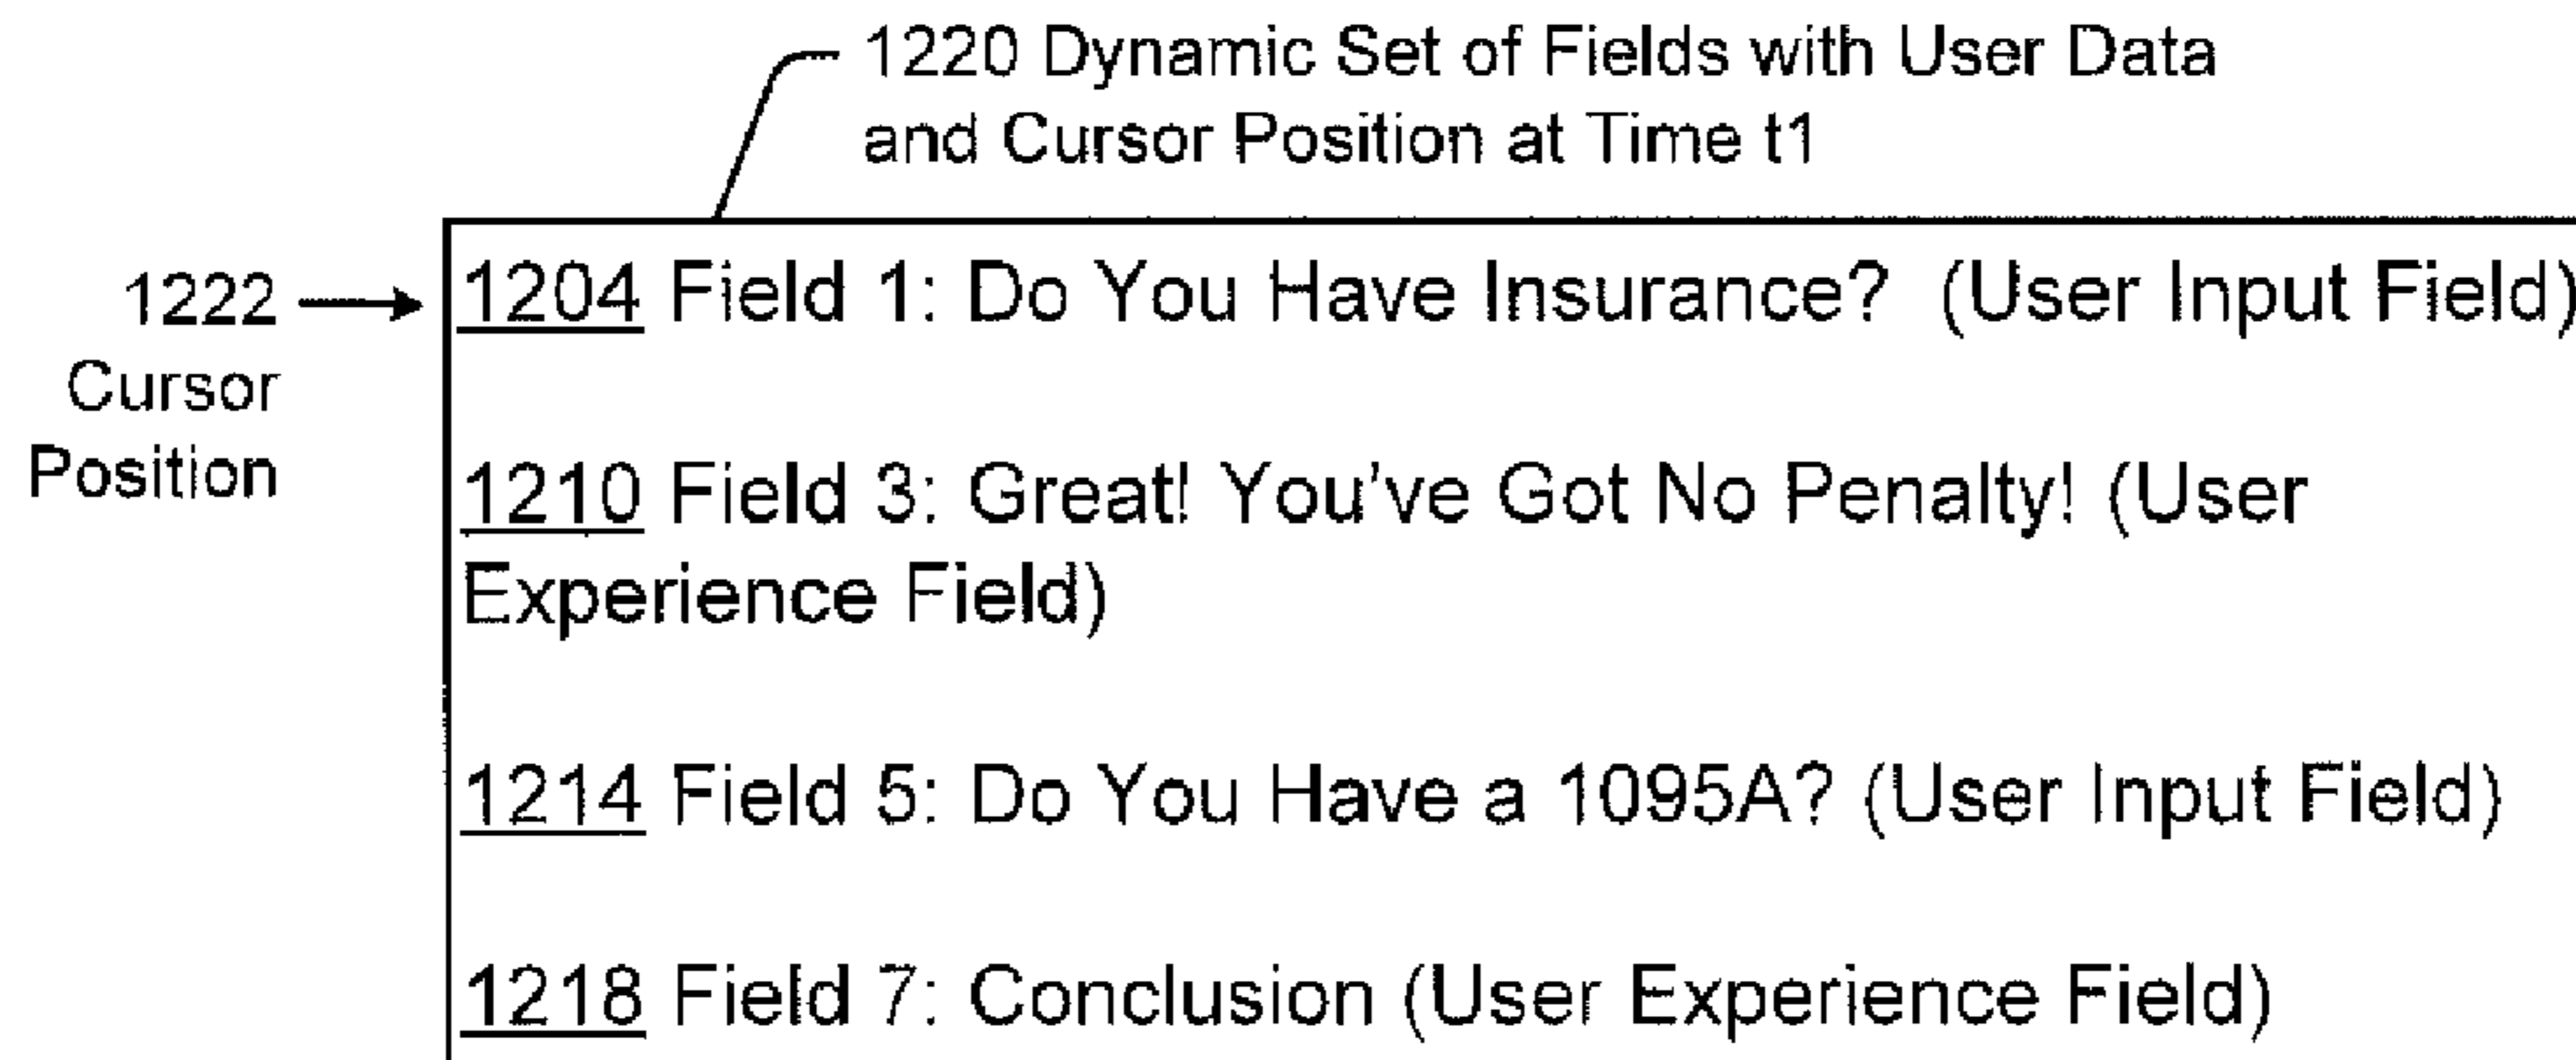 1220 Dynamic Set of Fields with User Data
and Cursor Position at Time t1
1222
Cursor
Position
1204 Field 1: Do You Have Insurance? (User Input Field)
1210 Field 3: Great! You've Got No Penalty! (User
Experience Field)
1214 Field 5: Do You Have a 1095A? (User Input Field)
1218 Field 7: Conclusion (User Experience Field)